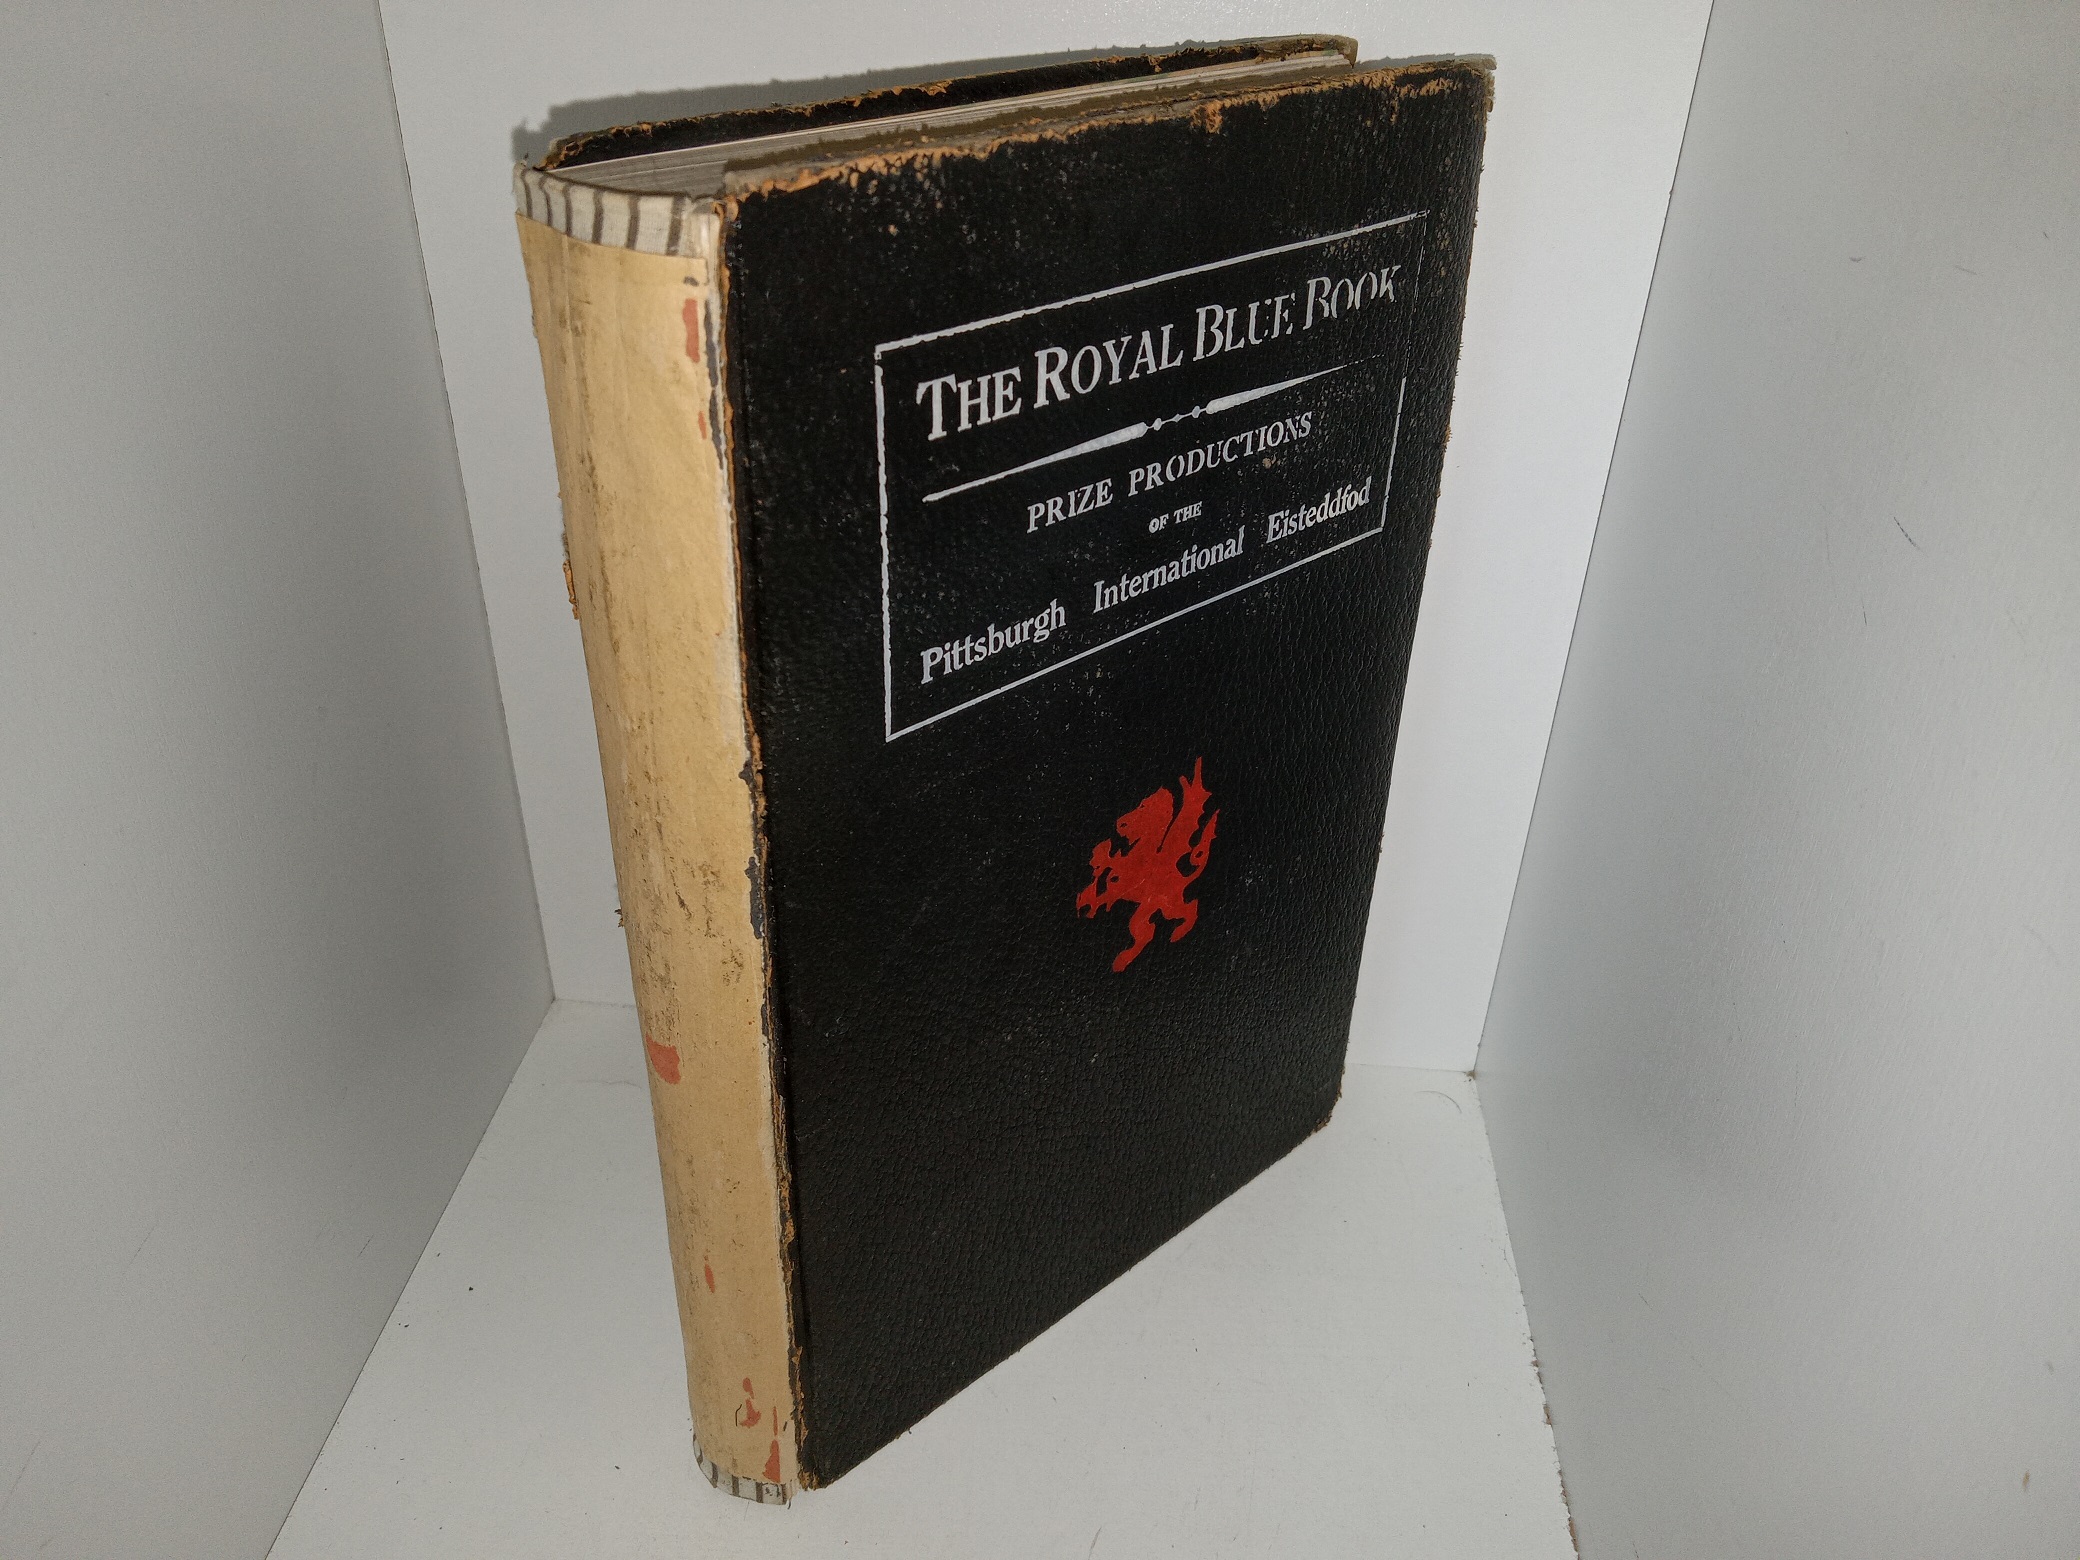 THE ROYAL BLUE BOOK
PRIZE PRODUCTIONS
OF THE
Pittsburgh International Eisteddfod